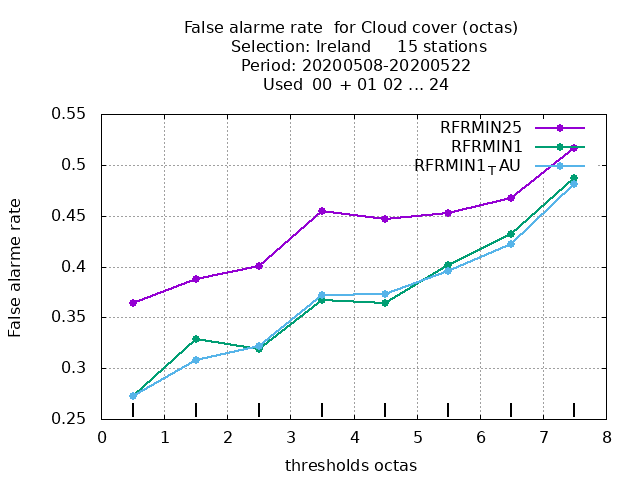 False alarme rate  for Cloud cover (octas)
Selection: Ireland     15 stations
Period: 20200508-20200522
Used  00 + 01 02 ... 24
RFRMIN25
RFRMIN1
RFRMIN1TAU
False alarme rate
0.55
0.5
0.45
0.4
0.35
0.3
0.25
0 1 2 3 4 5 6 7 8
thresholds octas